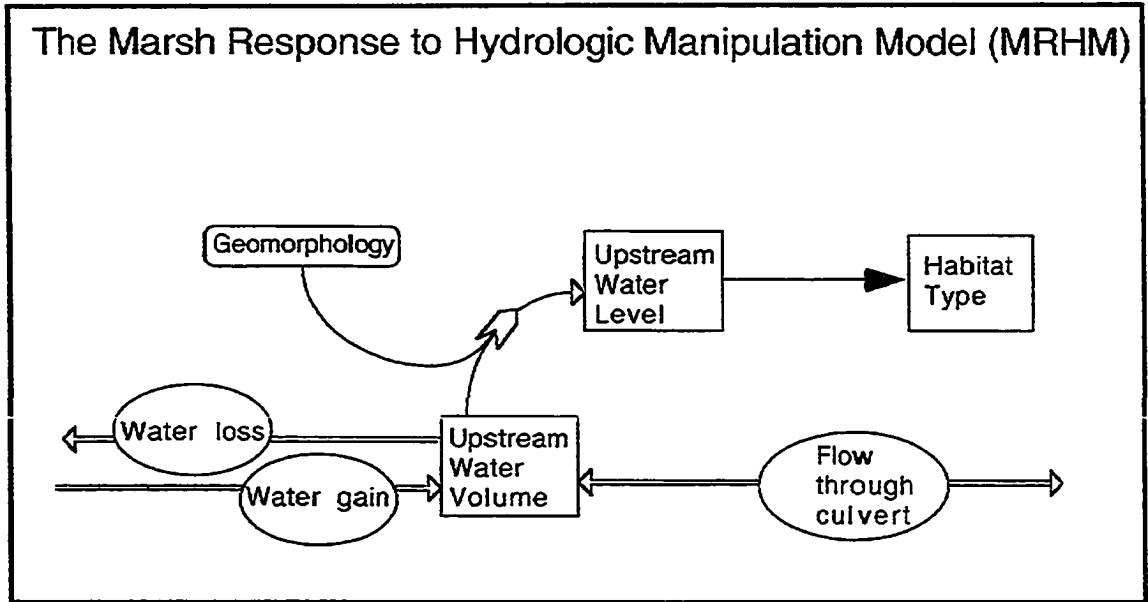 The Marsh Response to Hydrologic Manipulation Model (MRHM)
Geomorphology
Upstream
Water
Level
Habitat
Type
Water loss
Water gain
Upstream
Water
Volume
Flow
through
culvert